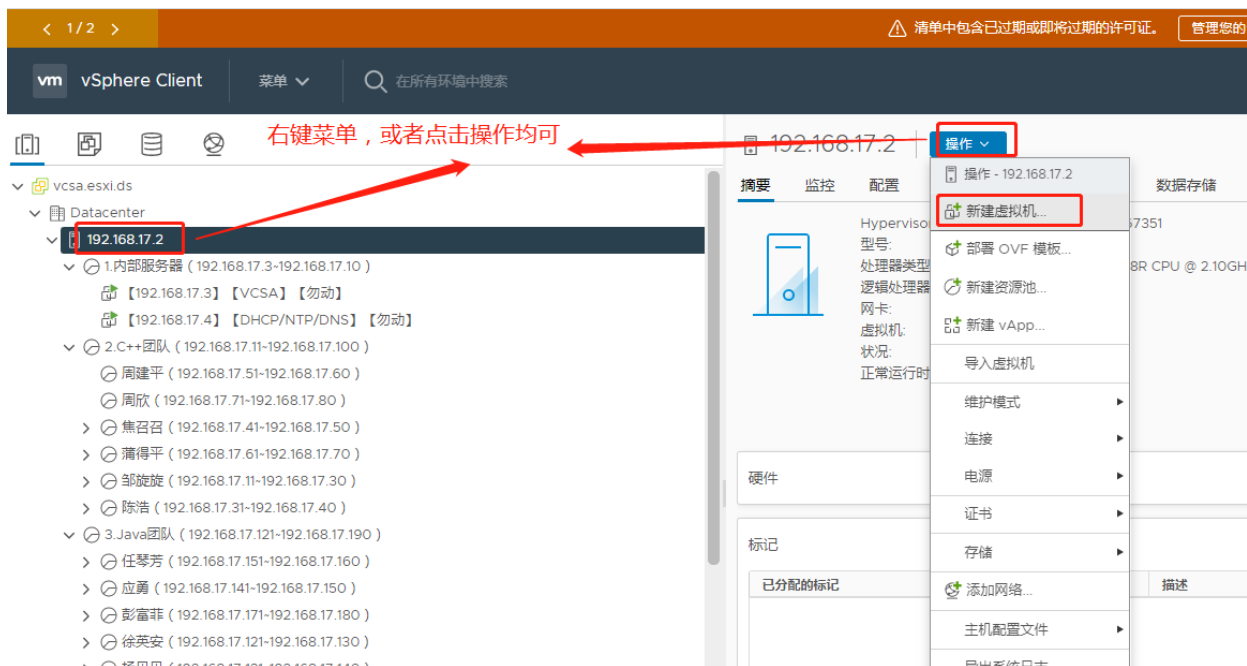 1/2
清单中包含已过期或即将过期的许可证。
管理您的
vm
vSphere Client
菜单
在所有环境中搜索
右键菜单，或者点击操作均可
192.168.17.2
操作
vcsa.esxi.ds
Datacenter
192.168.17.2
1.内部服务器 ( 192.168.17.3~192.168.17.10 )
【192.168.17.3】【VCSA】【勿动】
【192.168.17.4】【DHCP/NTP/DNS】【勿动】
2.C++团队 ( 192.168.17.11~192.168.17.100 )
周建平 ( 192.168.17.51~192.168.17.60 )
周欣 ( 192.168.17.71~192.168.17.80 )
焦召召 ( 192.168.17.41~192.168.17.50 )
蒲得平 ( 192.168.17.61~192.168.17.70 )
邹旋旋 ( 192.168.17.11~192.168.17.30 )
陈浩 ( 192.168.17.31~192.168.17.40 )
3.Java团队 ( 192.168.17.121~192.168.17.190 )
任琴芳 ( 192.168.17.151~192.168.17.160 )
应勇 ( 192.168.17.141~192.168.17.150 )
彭富菲 ( 192.168.17.171~192.168.17.180 )
徐英安 ( 192.168.17.121~192.168.17.130 )
摘要
监控
配置
数据存储
Hypervisor
67351
型号:
处理器类型
8R CPU @ 2.10GH
逻辑处理器
网卡:
虚拟机:
状况:
正常运行时
硬件
标记
已分配的标记
描述
操作 - 192.168.17.2
新建虚拟机...
部署 OVF 模板...
新建资源池...
新建 vApp...
导入虚拟机
维护模式
连接
电源
证书
存储
添加网络...
主机配置文件
导出系统日志